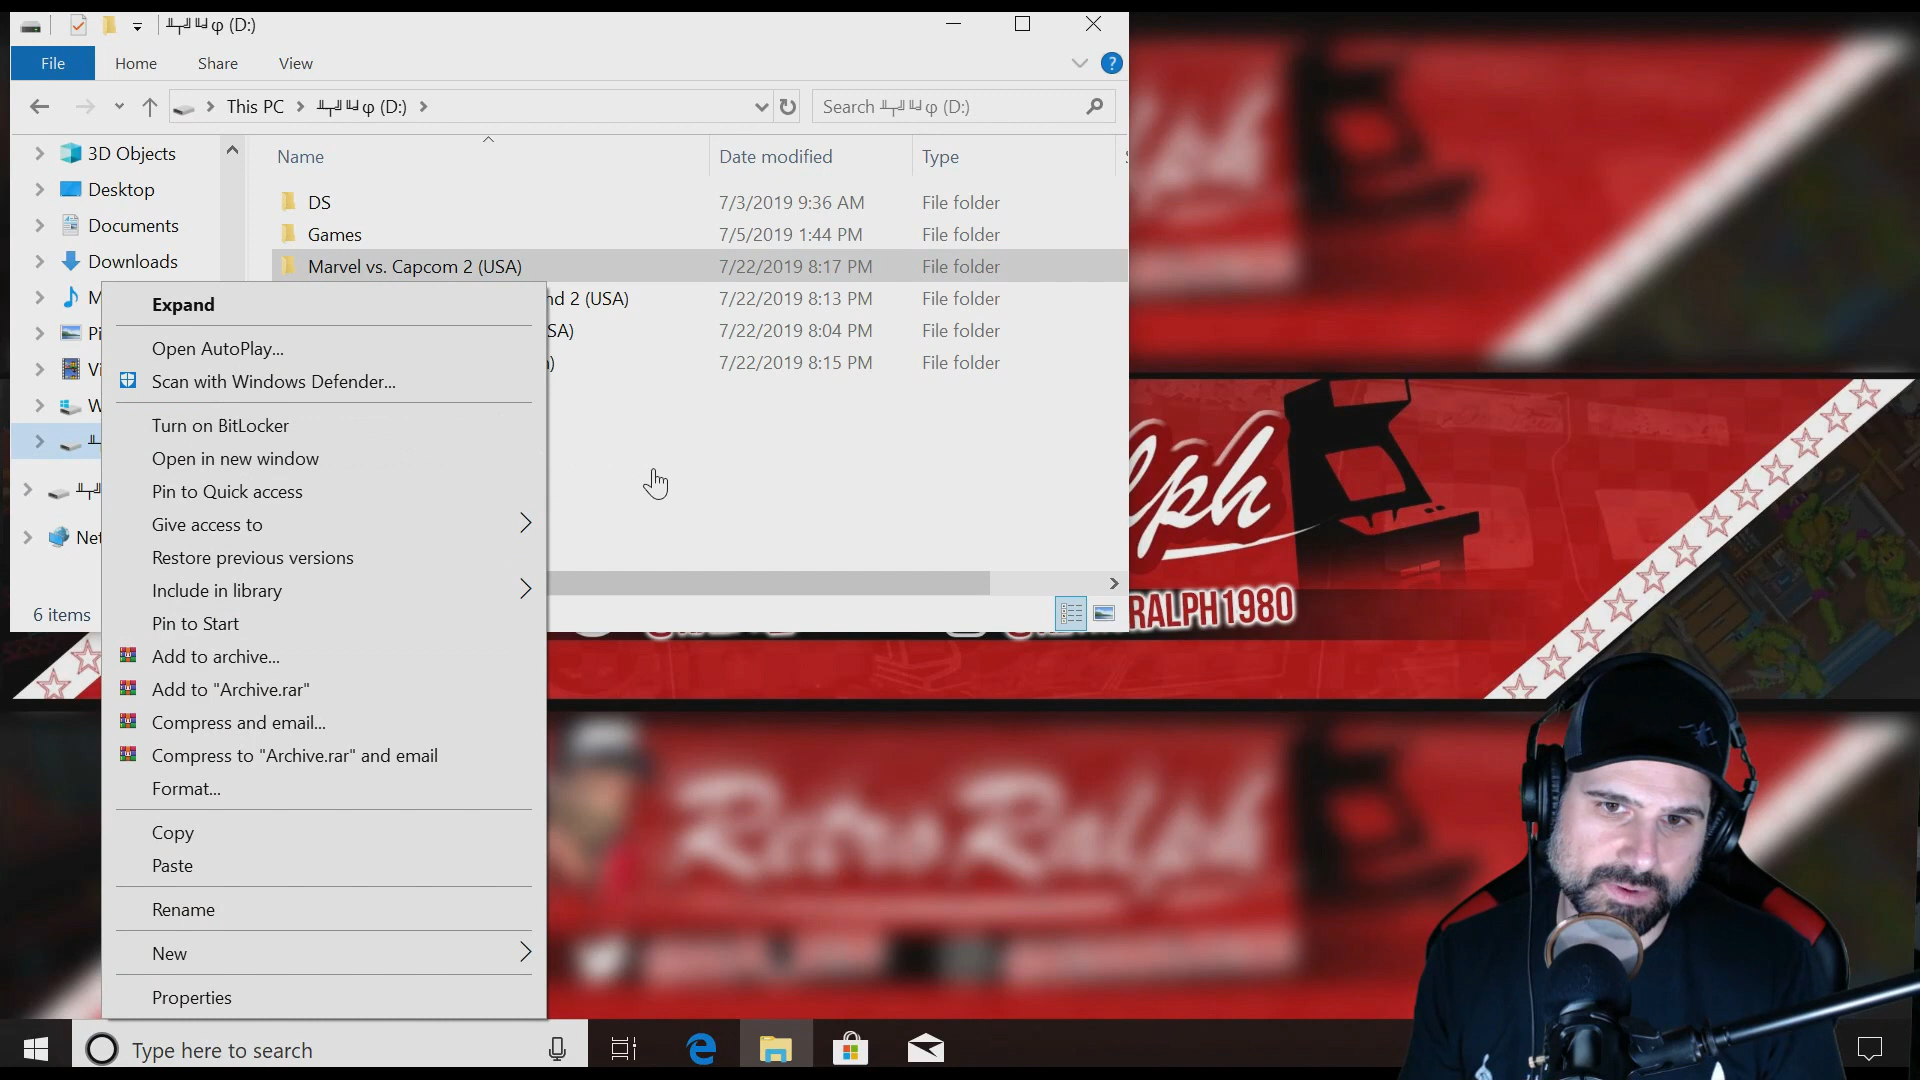 ╨┬╜╝╛╛ φ (D:)
File
Home
Share
View
?
This PC
╨┬╜╝╛╛ φ (D:)
Search ╨┬╜╝╛╛ φ (D:)
3D Objects
Desktop
Documents
Downloads
Name
Date modified
Type
DS
7/3/2019 9:36 AM
File folder
Games
7/5/2019 1:44 PM
File folder
Marvel vs. Capcom 2 (USA)
7/22/2019 8:17 PM
File folder
2 (USA)
7/22/2019 8:13 PM
File folder
7/22/2019 8:04 PM
File folder
7/22/2019 8:15 PM
File folder
Expand
Open AutoPlay...
Scan with Windows Defender...
Turn on BitLocker
Open in new window
Pin to Quick access
Give access to
Restore previous versions
Include in library
Pin to Start
Add to archive...
Add to "Archive.rar"
Compress and email...
Compress to "Archive.rar" and email
Format...
Copy
Paste
Rename
New
Properties
6 items
RALPH1980
Retro Ralph
Type here to search